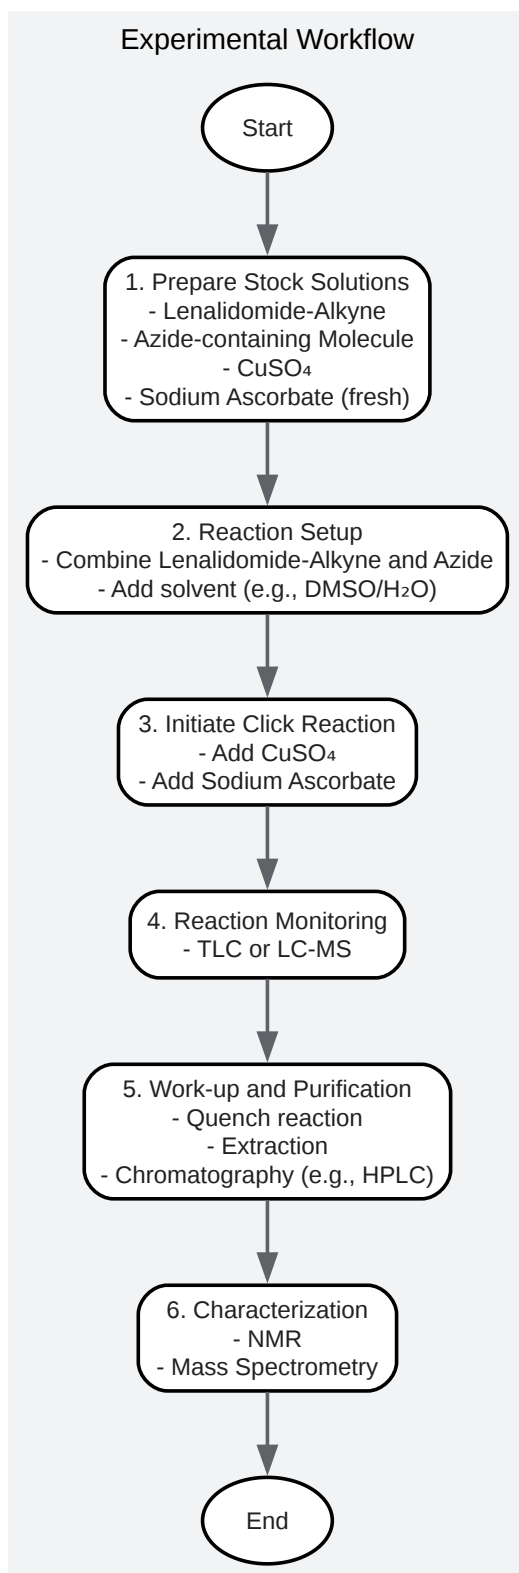 Experimental Workflow
Start
1. Prepare Stock Solutions
- Lenalidomide-Alkyne
- Azide-containing Molecule
- CuSO₄
- Sodium Ascorbate (fresh)
2. Reaction Setup
- Combine Lenalidomide-Alkyne and Azide
- Add solvent (e.g., DMSO/H₂O)
3. Initiate Click Reaction
- Add CuSO₄
- Add Sodium Ascorbate
4. Reaction Monitoring
- TLC or LC-MS
5. Work-up and Purification
- Quench reaction
- Extraction
- Chromatography (e.g., HPLC)
6. Characterization
- NMR
- Mass Spectrometry
End